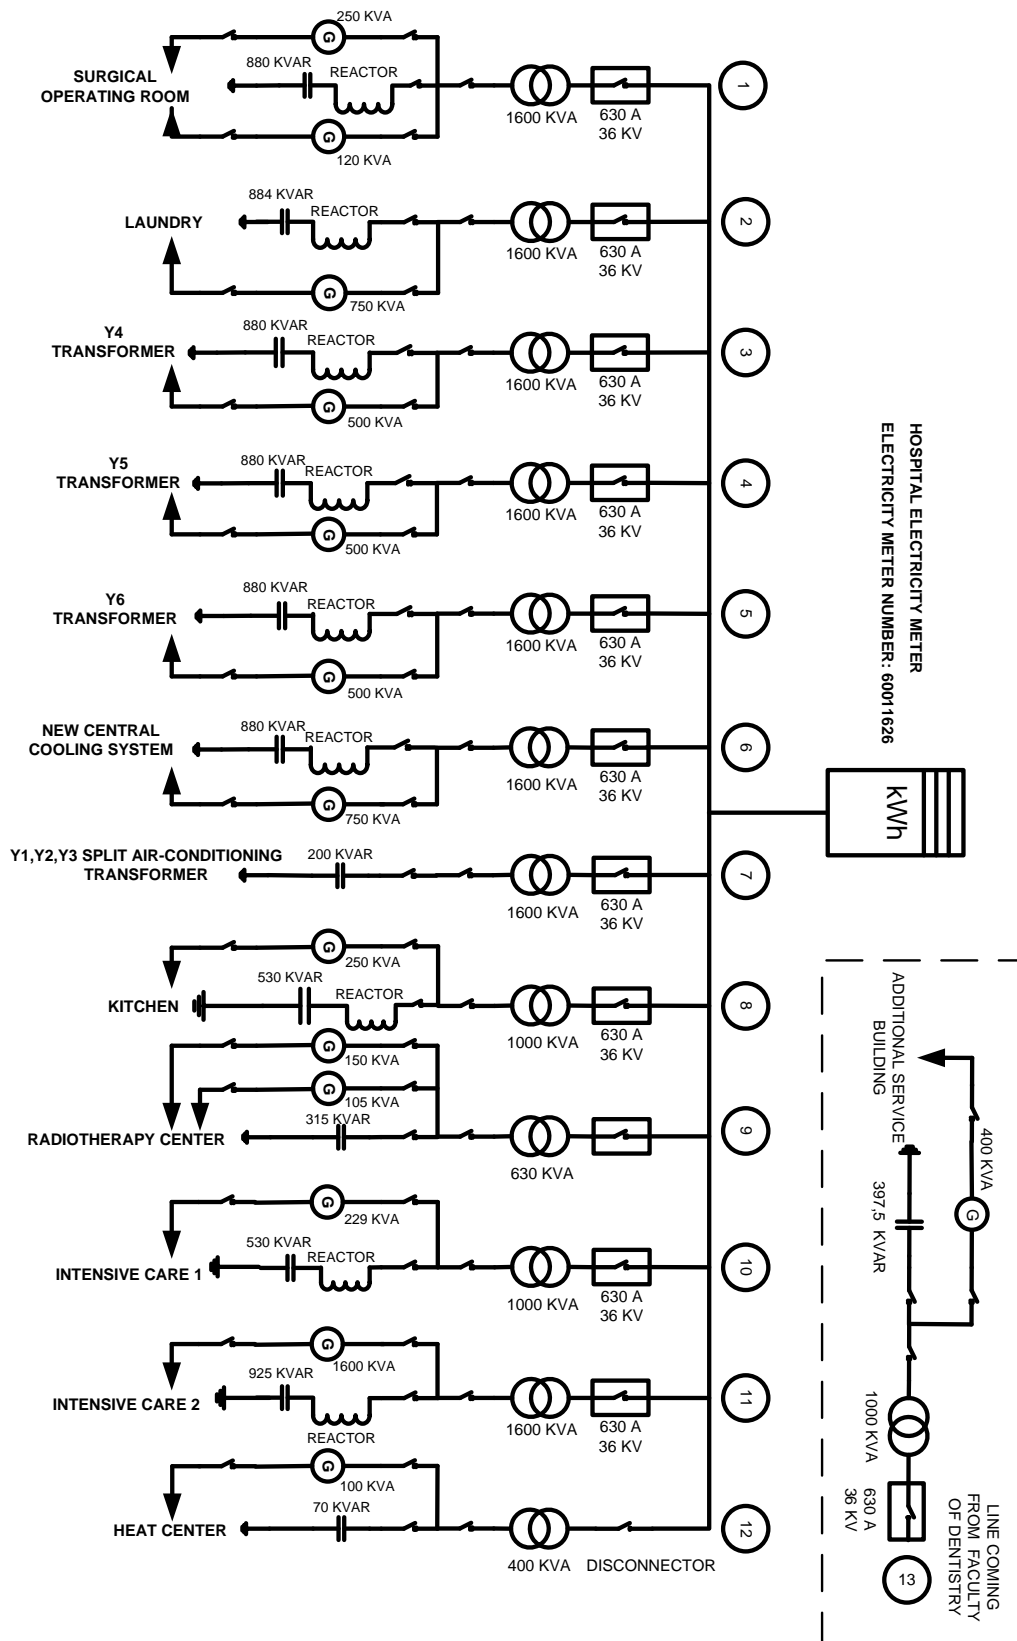 250 KVA
880 KVAR
REACTOR
SURGICAL
OPERATING ROOM
1600 KVA
630 A
36 KV
1
G
G
120 KVA
884 KVAR
REACTOR
LAUNDRY
1600 KVA
630 A
36 KV
2
G
750 KVA
Y4
TRANSFORMER
880 KVAR
REACTOR
1600 KVA
630 A
36 KV
3
G
500 KVA
Y5
TRANSFORMER
880 KVAR
REACTOR
1600 KVA
630 A
36 KV
4
G
500 KVA
Y6
TRANSFORMER
880 KVAR
REACTOR
1600 KVA
630 A
36 KV
5
G
500 KVA
NEW CENTRAL
COOLING SYSTEM
880 KVAR
REACTOR
1600 KVA
630 A
36 KV
6
G
750 KVA
Y1,Y2,Y3 SPLIT AIR-CONDITIONING
TRANSFORMER
200 KVAR
1600 KVA
630 A
36 KV
7
G
250 KVA
KITCHEN
530 KVAR
REACTOR
1000 KVA
630 A
36 KV
8
G
150 KVA
G
105 KVA
RADIOTHERAPY CENTER
315 KVAR
630 KVA
9
G
229 KVA
INTENSIVE CARE 1
530 KVAR
REACTOR
1000 KVA
630 A
36 KV
10
G
1600 KVA
INTENSIVE CARE 2
925 KVAR
REACTOR
1600 KVA
630 A
36 KV
11
G
100 KVA
HEAT CENTER
70 KVAR
400 KVA
DISCONNECTOR
12
HOSPITAL ELECTRICITY METER
ELECTRICITY METER NUMBER: 60011626
kWh
ADDITIONAL SERVICE
BUILDING
400 KVA
G
397,5 KVAR
1000 KVA
630 A
36 KV
13
LINE COMING
FROM FACULTY
OF DENTISTRY